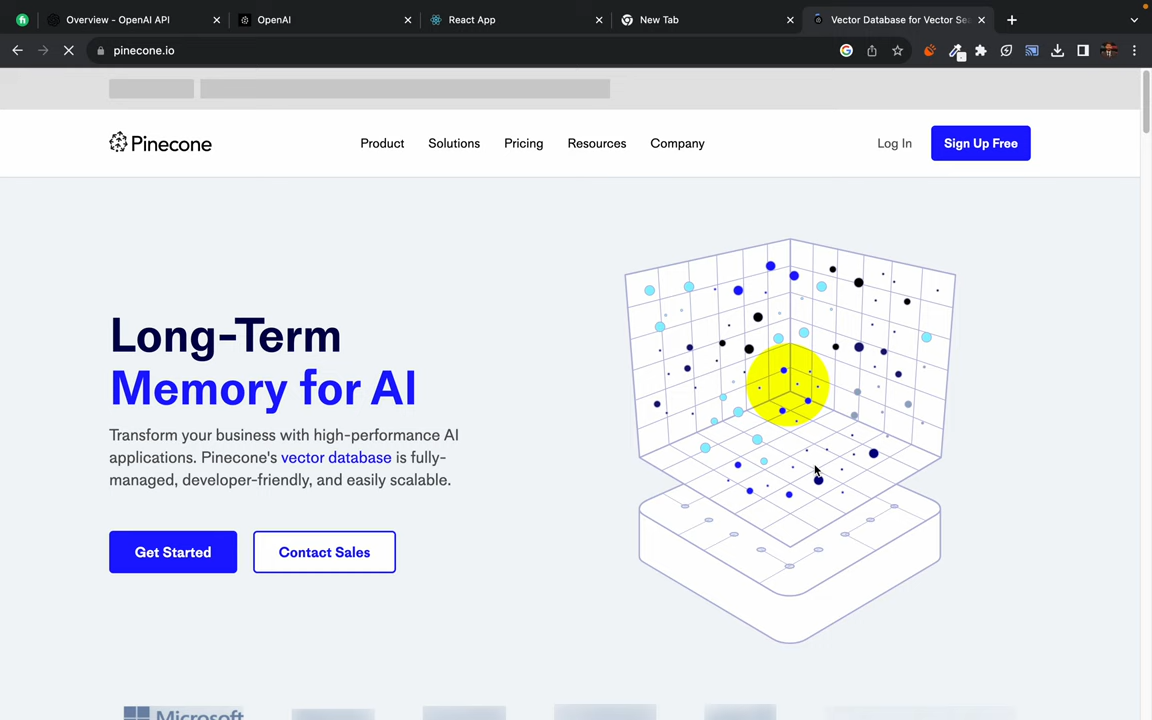 Overview - OpenAI API
OpenAI
React App
New Tab
Vector Database for Vector Sea
pinecone.io
Pinecone
Product
Solutions
Pricing
Resources
Company
Log In
Sign Up Free
Long-Term
Memory for AI
Transform your business with high-performance AI
applications. Pinecone's vector database is fully-
managed, developer-friendly, and easily scalable.
Get Started
Contact Sales
Microsoft